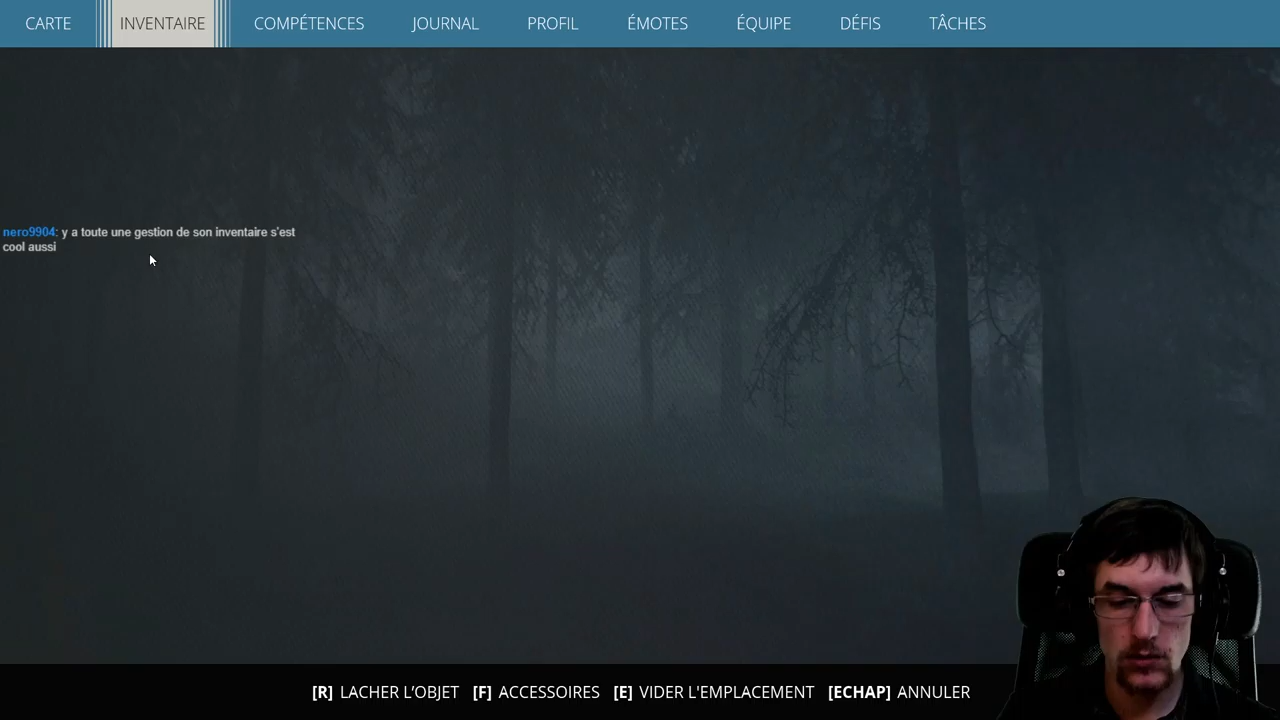 CARTE INVENTAIRE COMPÉTENCES JOURNAL PROFIL ÉMOTES ÉQUIPE DÉFIS TÂCHES
nero9904: y a toute une gestion de son inventaire s'est
cool aussi
[R] LACHER L'OBJET [F] ACCESSOIRES [E] VIDER L'EMPLACEMENT [ECHAP] ANNULER